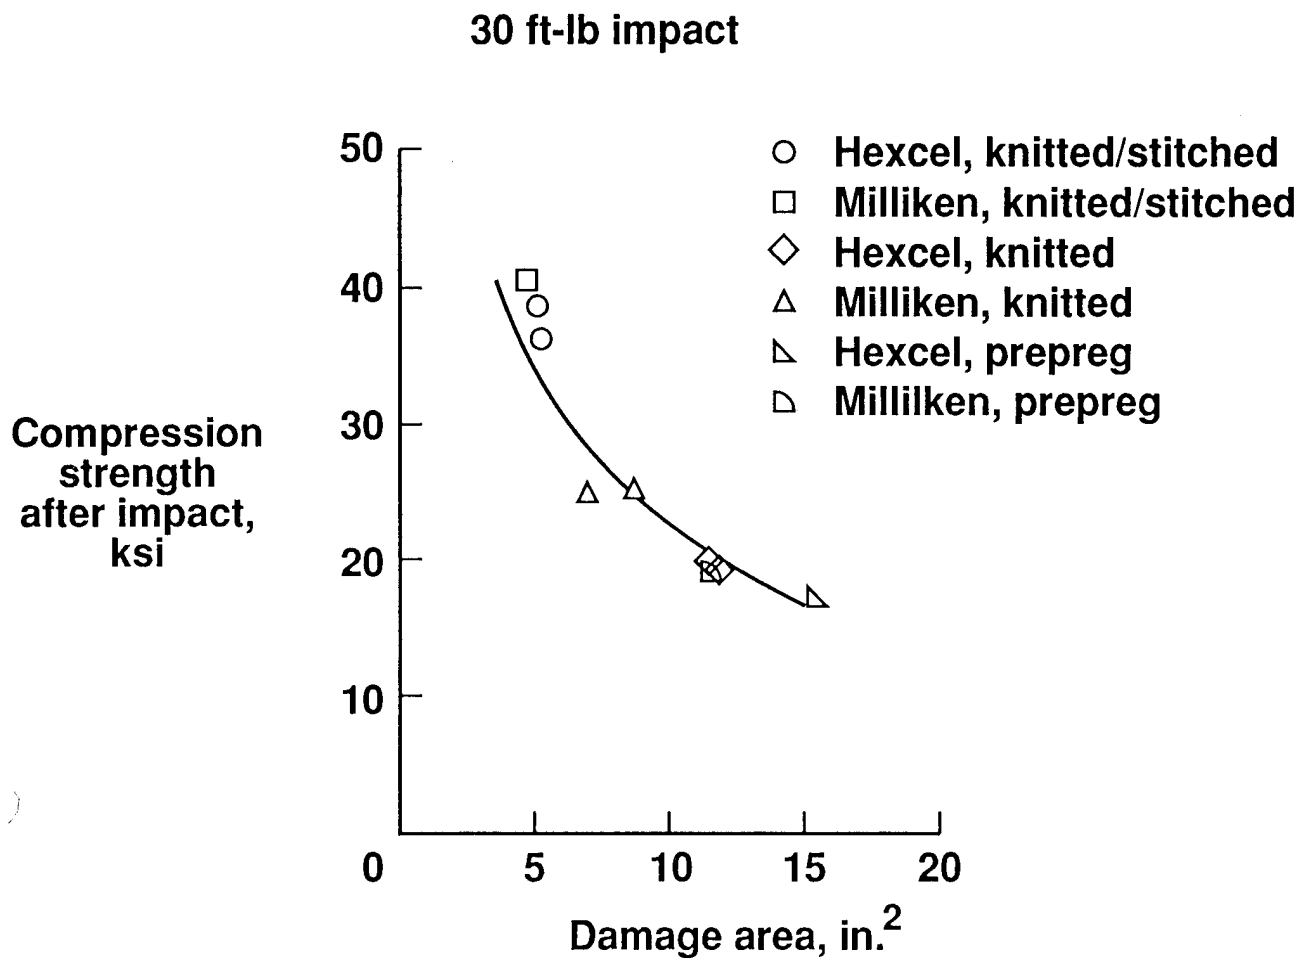 30 ft-lb impact
50
40
30
20
10
0
5
10
15
20
Compression
strength
after impact,
ksi
Damage area, in.²
Hexcel, knitted/stitched
Milliken, knitted/stitched
Hexcel, knitted
Milliken, knitted
Hexcel, prepreg
Millilken, prepreg